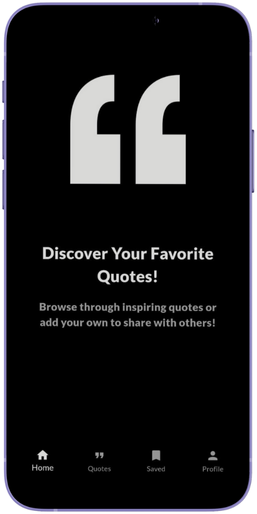 Discover Your Favorite
Quotes!
Browse through inspiring quotes or
add your own to share with others!
Home Quotes Saved Profile